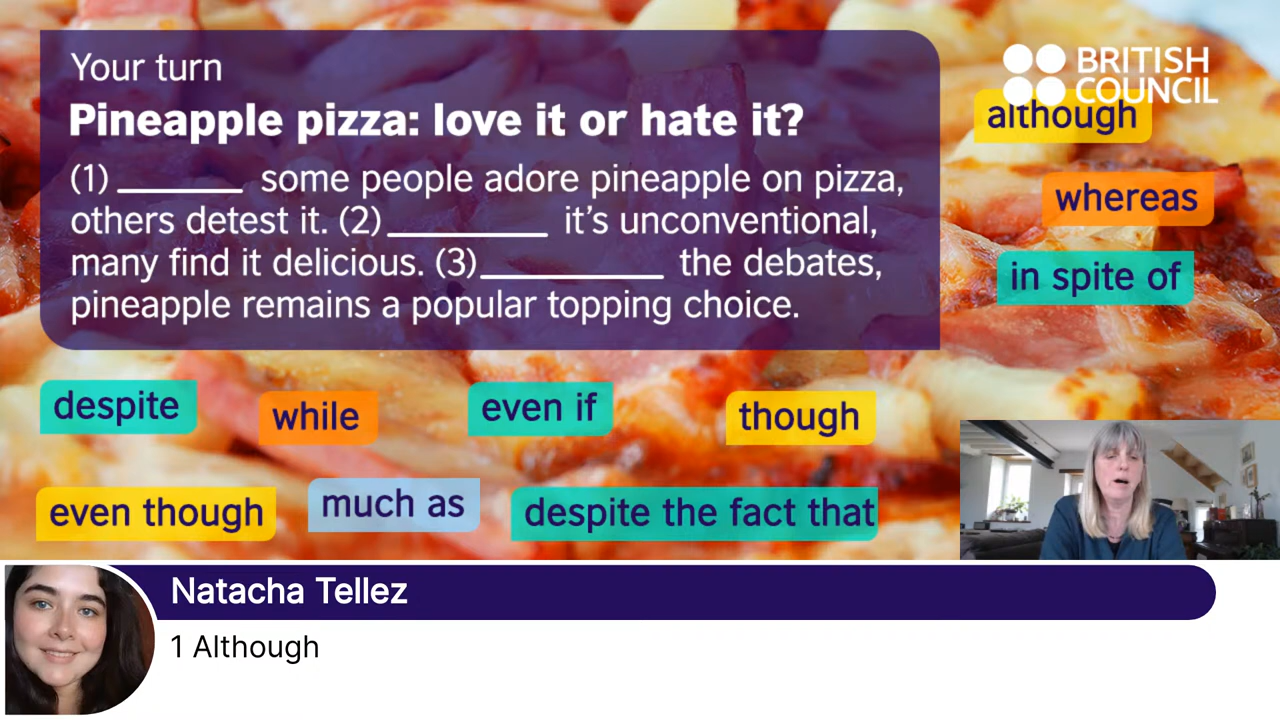 Your turn
Pineapple pizza: love it or hate it?
(1) ______ some people adore pineapple on pizza,
others detest it. (2)________ it's unconventional,
many find it delicious. (3)_________ the debates,
pineapple remains a popular topping choice.
BRITISH
COUNCIL
although
whereas
in spite of
despite
while
even if
though
even though
much as
despite the fact that
Natacha Tellez
1 Although